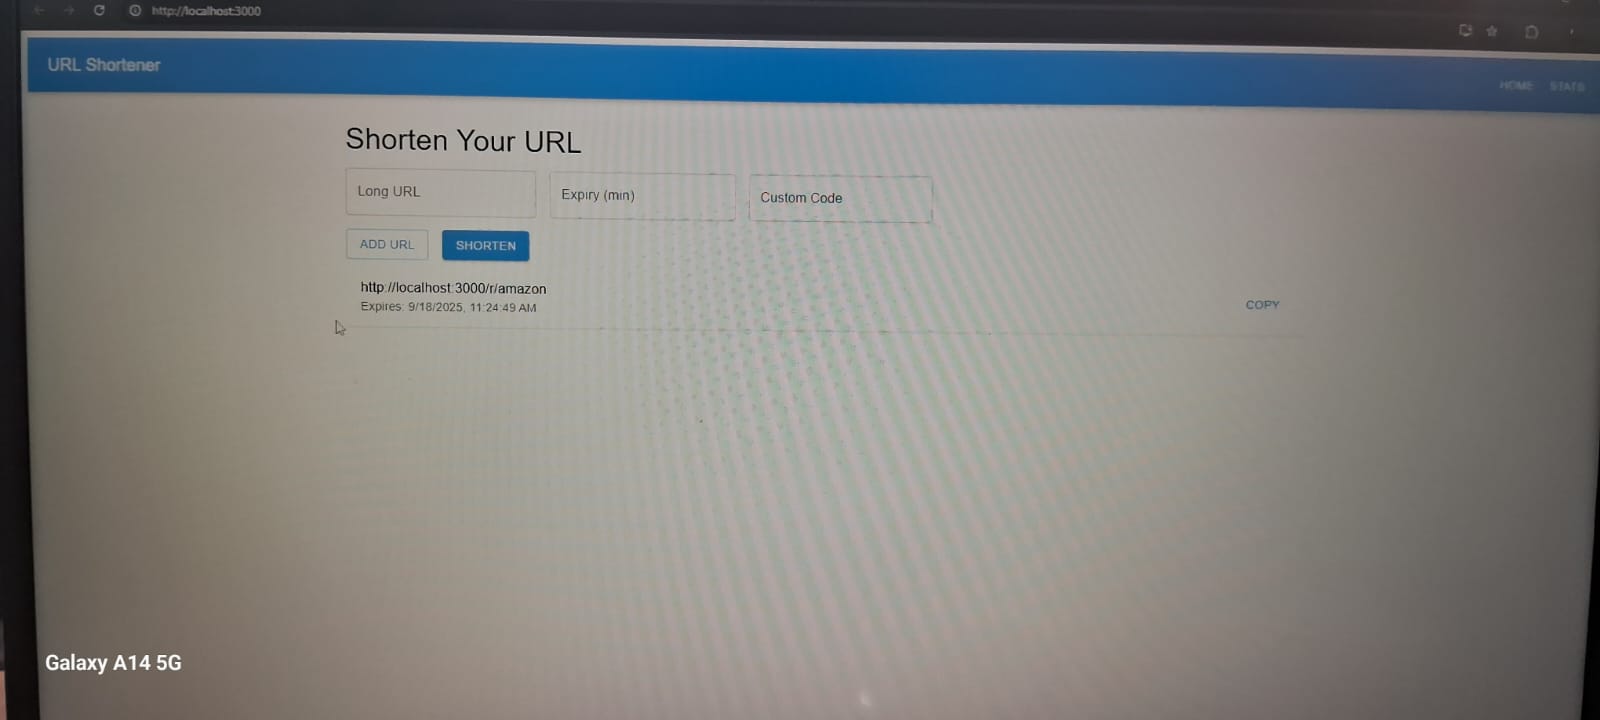 http://localhost:3000
URL Shortener
HOME STATS
Shorten Your URL
Long URL Expiry (min) Custom Code
ADD URL SHORTEN
http://localhost:3000/r/amazon
Expires: 9/18/2025, 11:24:49 AM
COPY
Galaxy A14 5G